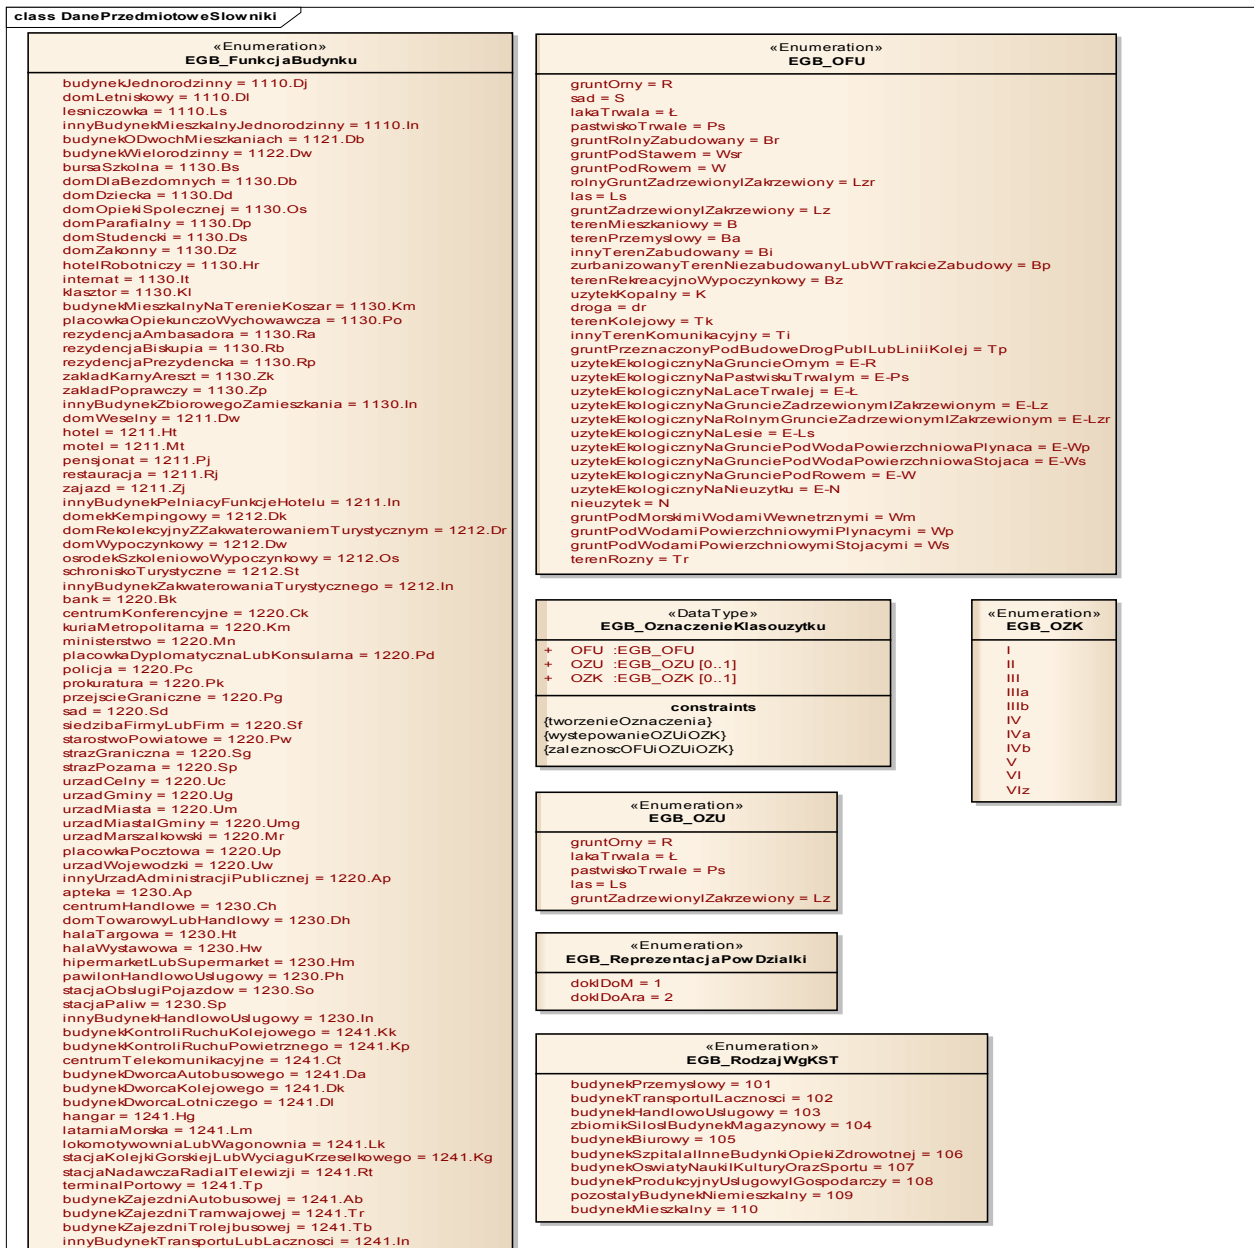 class DanePrzedmiotoweSlowniki
«Enumeration»
EGB_FunkcjaBudynku
budynekJednorodzinny = 1110.Dj
domLetniskowy = 1110.Dl
lesniczowka = 1110.Ls
innyBudynekMieszkalnyJednorodzinny = 1110.In
budynekODwochMieszkaniach = 1121.Db
budynekWielorodzinny = 1122.Dw
bursaSzkolna = 1130.Bs
domDlaBezdomnych = 1130.Db
domDziecka = 1130.Dd
domOpiekiSpolecznej = 1130.Os
domParafialny = 1130.Dp
domStudencki = 1130.Ds
domZakonny = 1130.Dz
hotelRobotniczy = 1130.Hr
internat = 1130.It
klasztor = 1130.Kl
budynekMieszkalnyNaTerenieKoszar = 1130.Km
placowkaOpiekunczoWychowawcza = 1130.Po
rezydencjaAmbasadora = 1130.Ra
rezydencjaBiskupia = 1130.Rb
rezydencjaPrezydencka = 1130.Rp
zakladKarnyAreszt = 1130.Zk
zakladPoprawczy = 1130.Zp
innyBudynekZbiorowegoZamieszkania = 1130.In
domWeselny = 1211.Dw
hotel = 1211.Ht
motel = 1211.Mt
pensjonat = 1211.Pj
restauracja = 1211.Rj
zajazd = 1211.Zj
innyBudynekPelniacyFunkcjeHotelu = 1211.In
domekKempingowy = 1212.Dk
domRekolekcyjnyZZakwaterowaniemTurystycznym = 1212.Dr
domWypoczynkowy = 1212.Dw
osrodekSzkoleniowoWypoczynkowy = 1212.Os
schroniskoTurystyczne = 1212.St
innyBudynekZakwaterowaniaTurystycznego = 1212.In
bank = 1220.Bk
centrumKonferencyjne = 1220.Ck
kuriaMetropolitarna = 1220.Km
ministerstwo = 1220.Mn
placowkaDyplomatycznaLubKonsularna = 1220.Pd
policja = 1220.Pc
prokuratura = 1220.Pk
przejscieGraniczne = 1220.Pg
sad = 1220.Sd
siedzibaFirmyLubFirm = 1220.Sf
starostwoPowiatowe = 1220.Pw
strazGraniczna = 1220.Sg
strazPozarna = 1220.Sp
urzadCelny = 1220.Uc
urzadGminy = 1220.Ug
urzadMiasta = 1220.Um
urzadMiastaIGminy = 1220.Umg
urzadMarszalkowski = 1220.Mr
placowkaPocztowa = 1220.Up
urzadWojewodzki = 1220.Uw
innyUrzadAdministracjiPublicznej = 1220.Ap
apteka = 1230.Ap
centrumHandlowe = 1230.Ch
domTowarowyLubHandlowy = 1230.Dh
halaTargowa = 1230.Ht
halaWystawowa = 1230.Hw
hipermarketLubSupermarket = 1230.Hm
pawilonHandlowoUslugowy = 1230.Ph
stacjaObslugiPojazdow = 1230.So
stacjaPaliw = 1230.Sp
innyBudynekHandlowoUslugowy = 1230.In
budynekKontroliRuchuKolejowego = 1241.Kk
budynekKontroliRuchuPowietrznego = 1241.Kp
centrumTelekomunikacyjne = 1241.Ct
budynekDworcaAutobusowego = 1241.Da
budynekDworcaKolejowego = 1241.Dk
budynekDworcaLotniczego = 1241.Dl
hangar = 1241.Hg
latarniaMorska = 1241.Lm
lokomotywowniaLubWagonownia = 1241.Lk
stacjaKolejkiGorskiejLubWyciaguKrzeselkowego = 1241.Kg
stacjaNadawczaRadiaITelewizji = 1241.Rt
terminalPortowy = 1241.Tp
budynekZajezdniAutobusowej = 1241.Ab
budynekZajezdniTramwajowej = 1241.Tr
budynekZajezdniTrolejbusowej = 1241.Tb
innyBudynekTransportuLubLacznosci = 1241.In
«Enumeration»
EGB_OFU
gruntOrny = R
sad = S
lakaTrwala = Ł
pastwiskoTrwale = Ps
gruntRolnyZabudowany = Br
gruntPodStawem = Wsr
gruntPodRowem = W
rolnyGruntZadrzewionyIZakrzewiony = Lzr
las = Ls
gruntZadrzewionyIZakrzewiony = Lz
terenMieszkaniowy = B
terenPrzemyslowy = Ba
innyTerenZabudowany = Bi
zurbanizowanyTerenNiezabudowanyLubWTrakcieZabudowy = Bp
terenRekreacyjnoWypoczynkowy = Bz
uzytekKopalny = K
droga = dr
terenKolejowy = Tk
innyTerenKomunikacyjny = Ti
gruntPrzeznaczonyPodBudoweDrogPublLubLiniiKolej = Tp
uzytekEkologicznyNaGruncieOrnym = E-R
uzytekEkologicznyNaPastwiskuTrwalym = E-Ps
uzytekEkologicznyNaLaceTrwalej = E-Ł
uzytekEkologicznyNaGruncieZadrzewionymIZakrzewionym = E-Lz
uzytekEkologicznyNaRolnymGruncieZadrzewionymIZakrzewionym = E-Lzr
uzytekEkologicznyNaLesie = E-Ls
uzytekEkologicznyNaGrunciePodWodaPowierzchniowaPlynaca = E-Wp
uzytekEkologicznyNaGrunciePodWodaPowierzchniowaStojaca = E-Ws
uzytekEkologicznyNaGrunciePodRowem = E-W
uzytekEkologicznyNaNieuzytku = E-N
nieuzytek = N
gruntPodMorskimiWodamiWewnetrznymi = Wm
gruntPodWodamiPowierzchniowymiPlynacymi = Wp
gruntPodWodamiPowierzchniowymiStojacymi = Ws
terenRozny = Tr
«DataType»
EGB_OznaczenieKlasouzytku
+ OFU :EGB_OFU
+ OZU :EGB_OZU [0..1]
+ OZK :EGB_OZK [0..1]
constraints
{tworzenieOznaczenia}
{wystepowanieOZUiOZK}
{zaleznoscOFUiOZUiOZK}
«Enumeration»
EGB_OZK
I
II
III
IIIa
IIIb
IV
IVa
IVb
V
VI
VIz
«Enumeration»
EGB_OZU
gruntOrny = R
lakaTrwala = Ł
pastwiskoTrwale = Ps
las = Ls
gruntZadrzewionyIZakrzewiony = Lz
«Enumeration»
EGB_ReprezentacjaPowDzialki
doklDoM = 1
doklDoAra = 2
«Enumeration»
EGB_RodzajWgKST
budynekPrzemyslowy = 101
budynekTransportuILacznosci = 102
budynekHandlowoUslugowy = 103
zbiornikSilosIBudynekMagazynowy = 104
budynekBiurowy = 105
budynekSzpitalaIInneBudynkiOpiekiZdrowotnej = 106
budynekOswiatyNaukiIKulturyOrazSportu = 107
budynekProdukcyjnyUslugowyIGospodarczy = 108
pozostalyBudynekNiemieszkalny = 109
budynekMieszkalny = 110